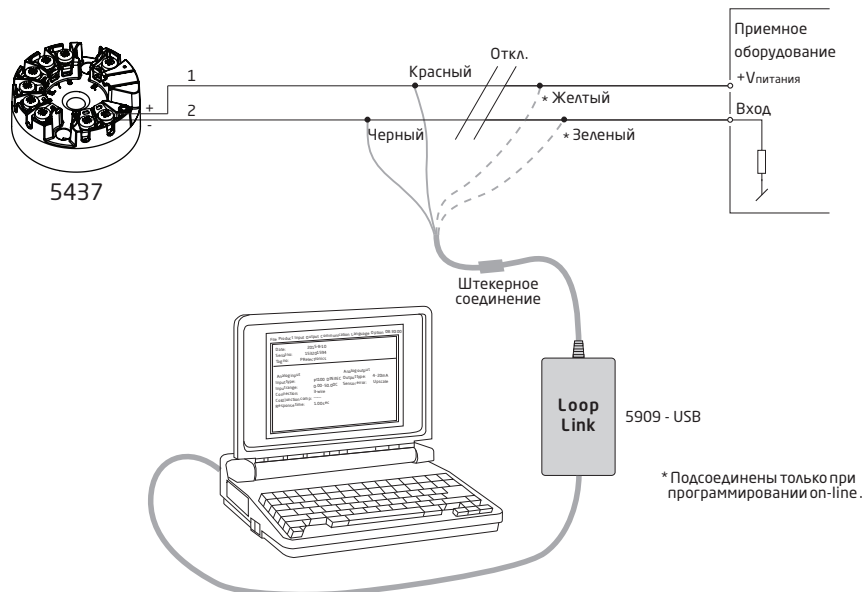 Приемное
оборудование
+Vпитания
Вход
Откл.
1
Красный
* Желтый
+
2
-
Черный
* Зеленый
5437
Штекерное
соединение
Loop
Link
5909 - USB
* Подсоединены только при
программировании on-line.